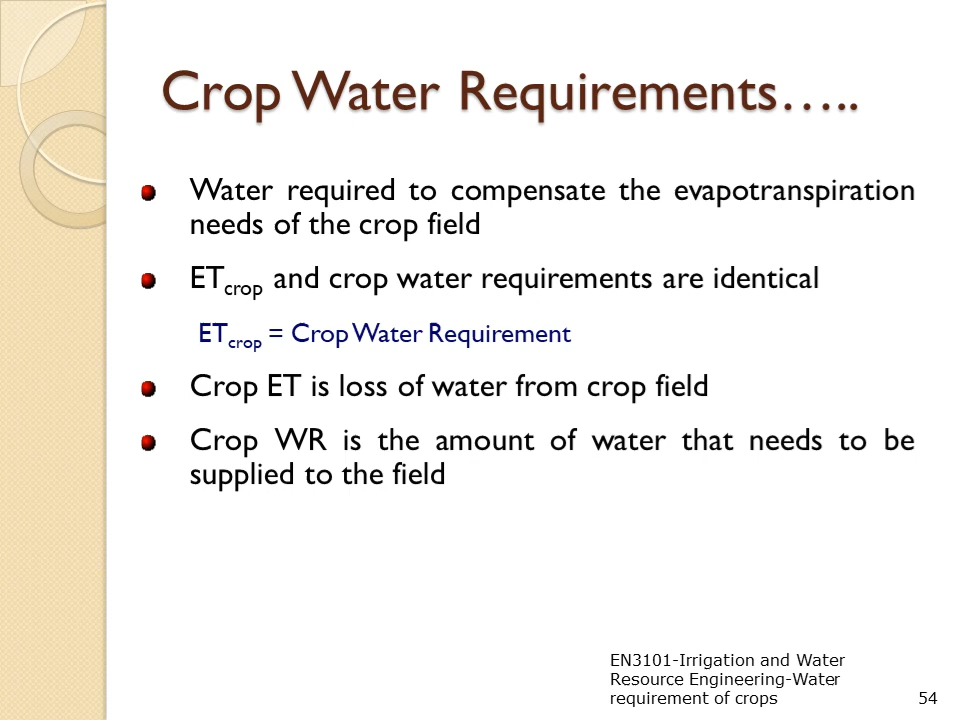 Crop Water Requirements…..
Water required to compensate the evapotranspiration
needs of the crop field
ETcrop and crop water requirements are identical
ETcrop = Crop Water Requirement
Crop ET is loss of water from crop field
Crop WR is the amount of water that needs to be
supplied to the field
EN3101-Irrigation and Water
Resource Engineering-Water
requirement of crops
54